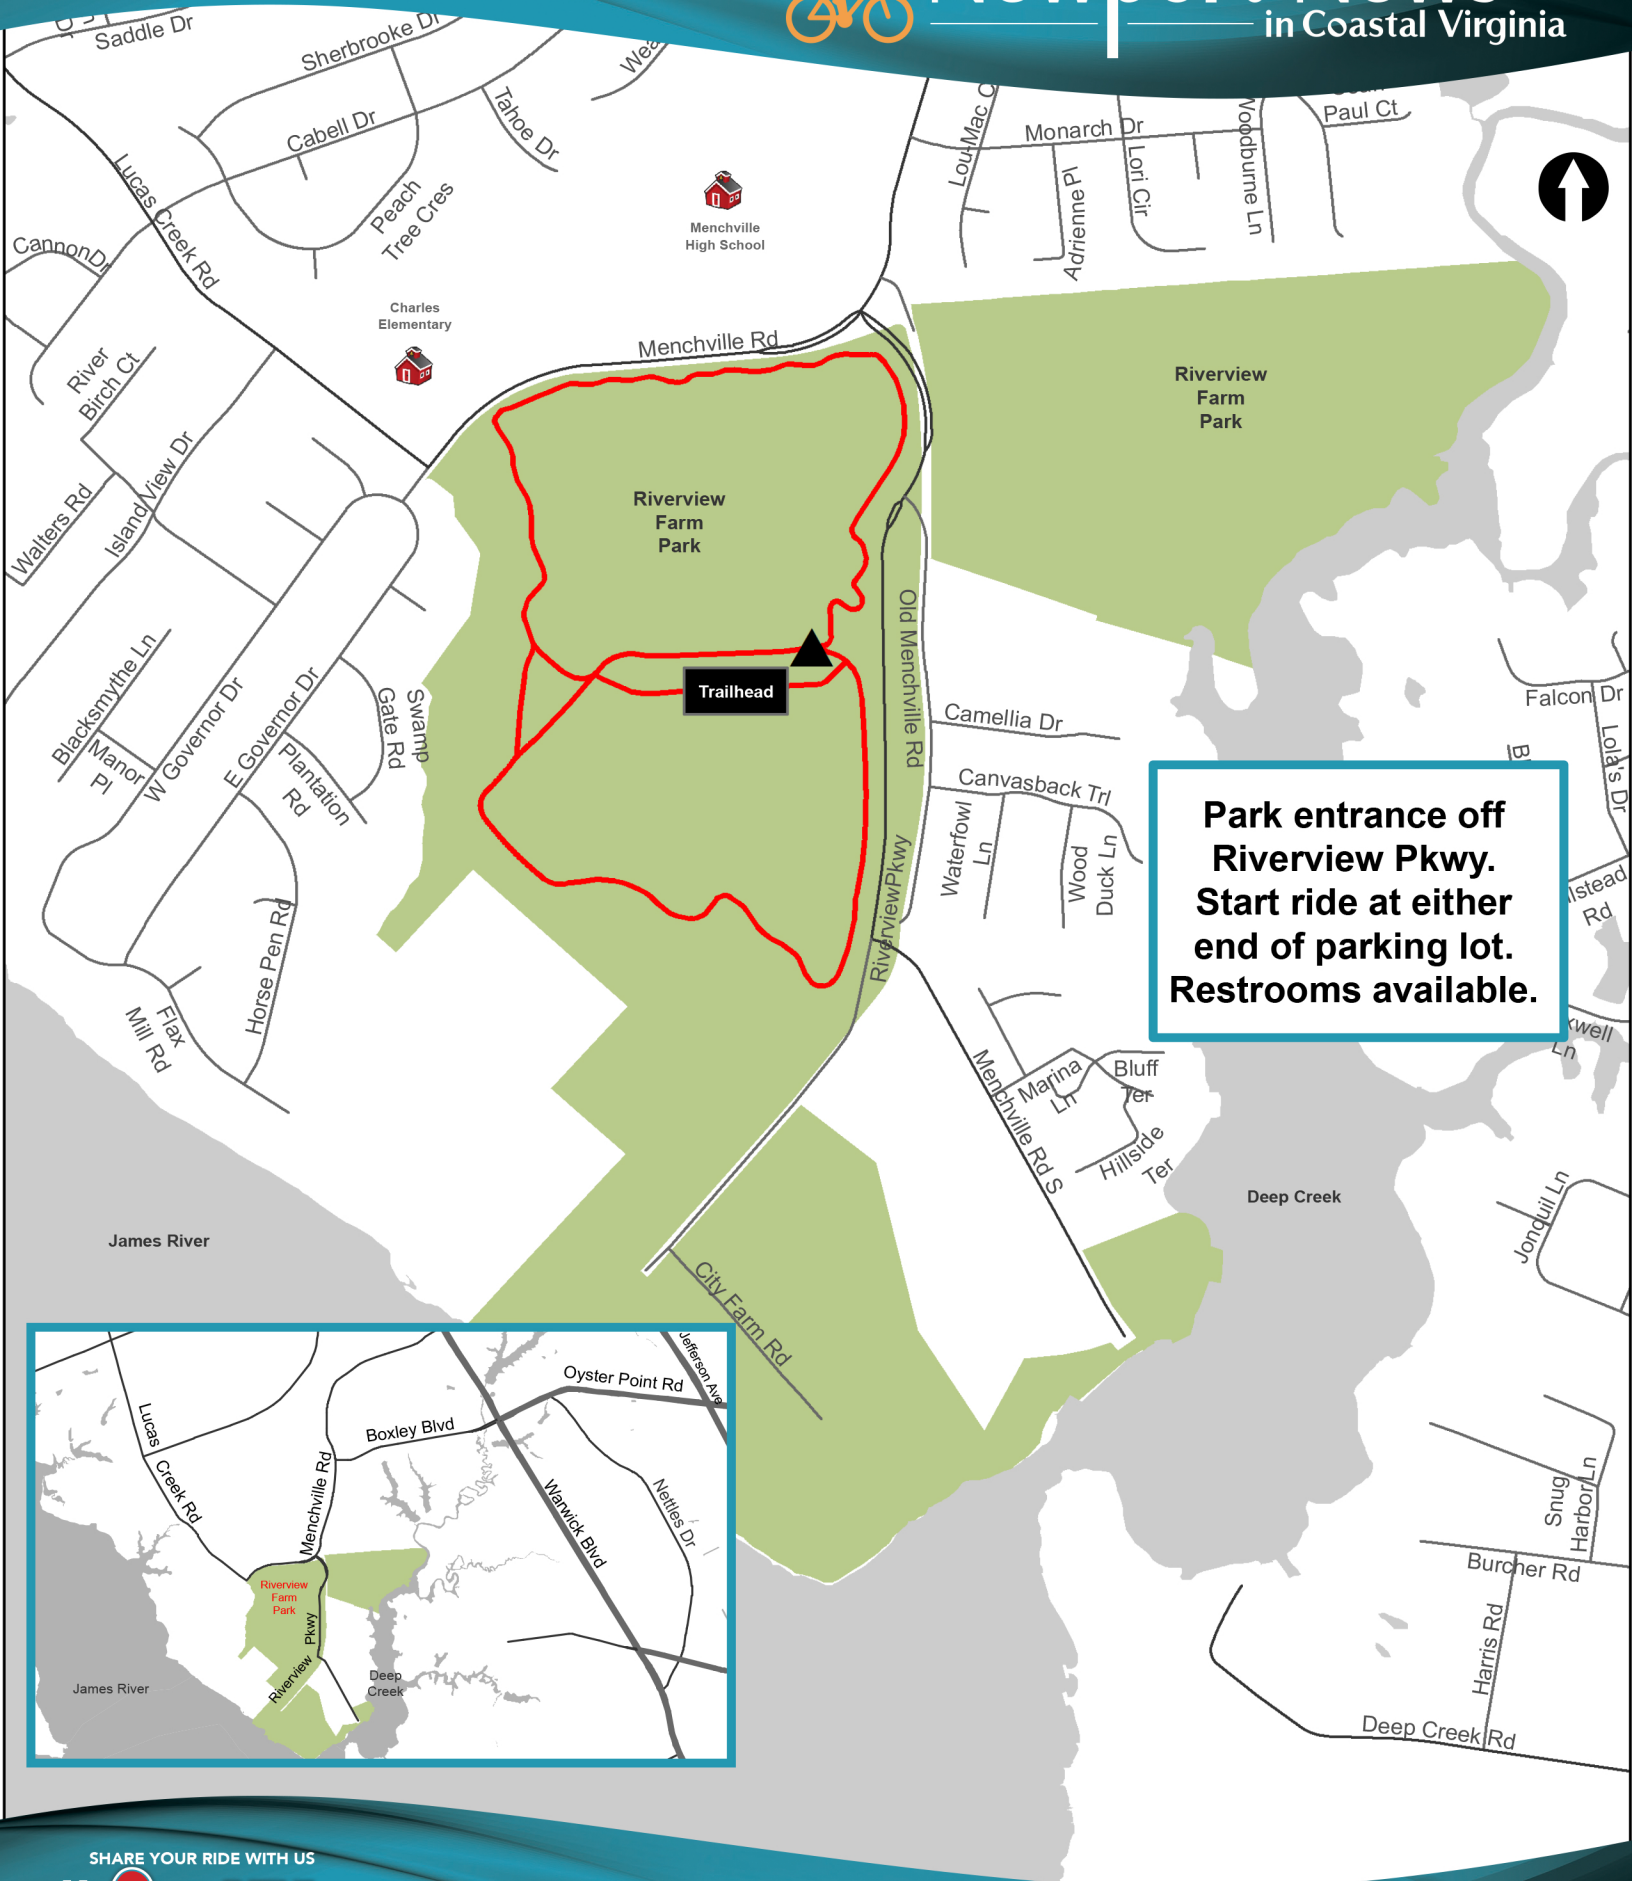 in Coastal Virginia
Saddle Dr
Sherbrooke Dr
Cabell Dr
Tahoe Dr
Peach
Tree Cres
Lucas Creek Rd
CannonDr
Menchville
High School
Charles
Elementary
Menchville Rd
Monarch Dr
Lou-Mac
Adrienne Pl
Lori Cir
Woodburne Ln
Paul Ct
River
Birch Ct
Walters Rd
Island View Dr
Riverview
Farm
Park
Riverview
Farm
Park
Old Menchville Rd
Trailhead
Blacksmythe Ln
Manor
Pl
W Governor Dr
E Governor Dr
Swamp
Gate Rd
Plantation
Rd
Camellia Dr
Canvasback Trl
Waterfowl
Ln
Wood
Duck Ln
RiverviewPkwy
Falcon Dr
Lola's Dr
Park entrance off
Riverview Pkwy.
Start ride at either
end of parking lot.
Restrooms available.
Rd
Ln
Horse Pen Rd
Flax
Mill Rd
Menchville Rd S
Marina
Ln
Bluff
Ter
Hillside
Ter
Deep Creek
Jonquil Ln
James River
City Farm Rd
Snug
Harbor Ln
Burcher Rd
Harris Rd
Deep Creek Rd
Jefferson Ave
Oyster Point Rd
Boxley Blvd
Lucas
Creek Rd
Menchville Rd
Warwick Blvd
Nettles Dr
Riverview
Farm
Park
Riverview
Pkwy
Deep
Creek
James River
SHARE YOUR RIDE WITH US